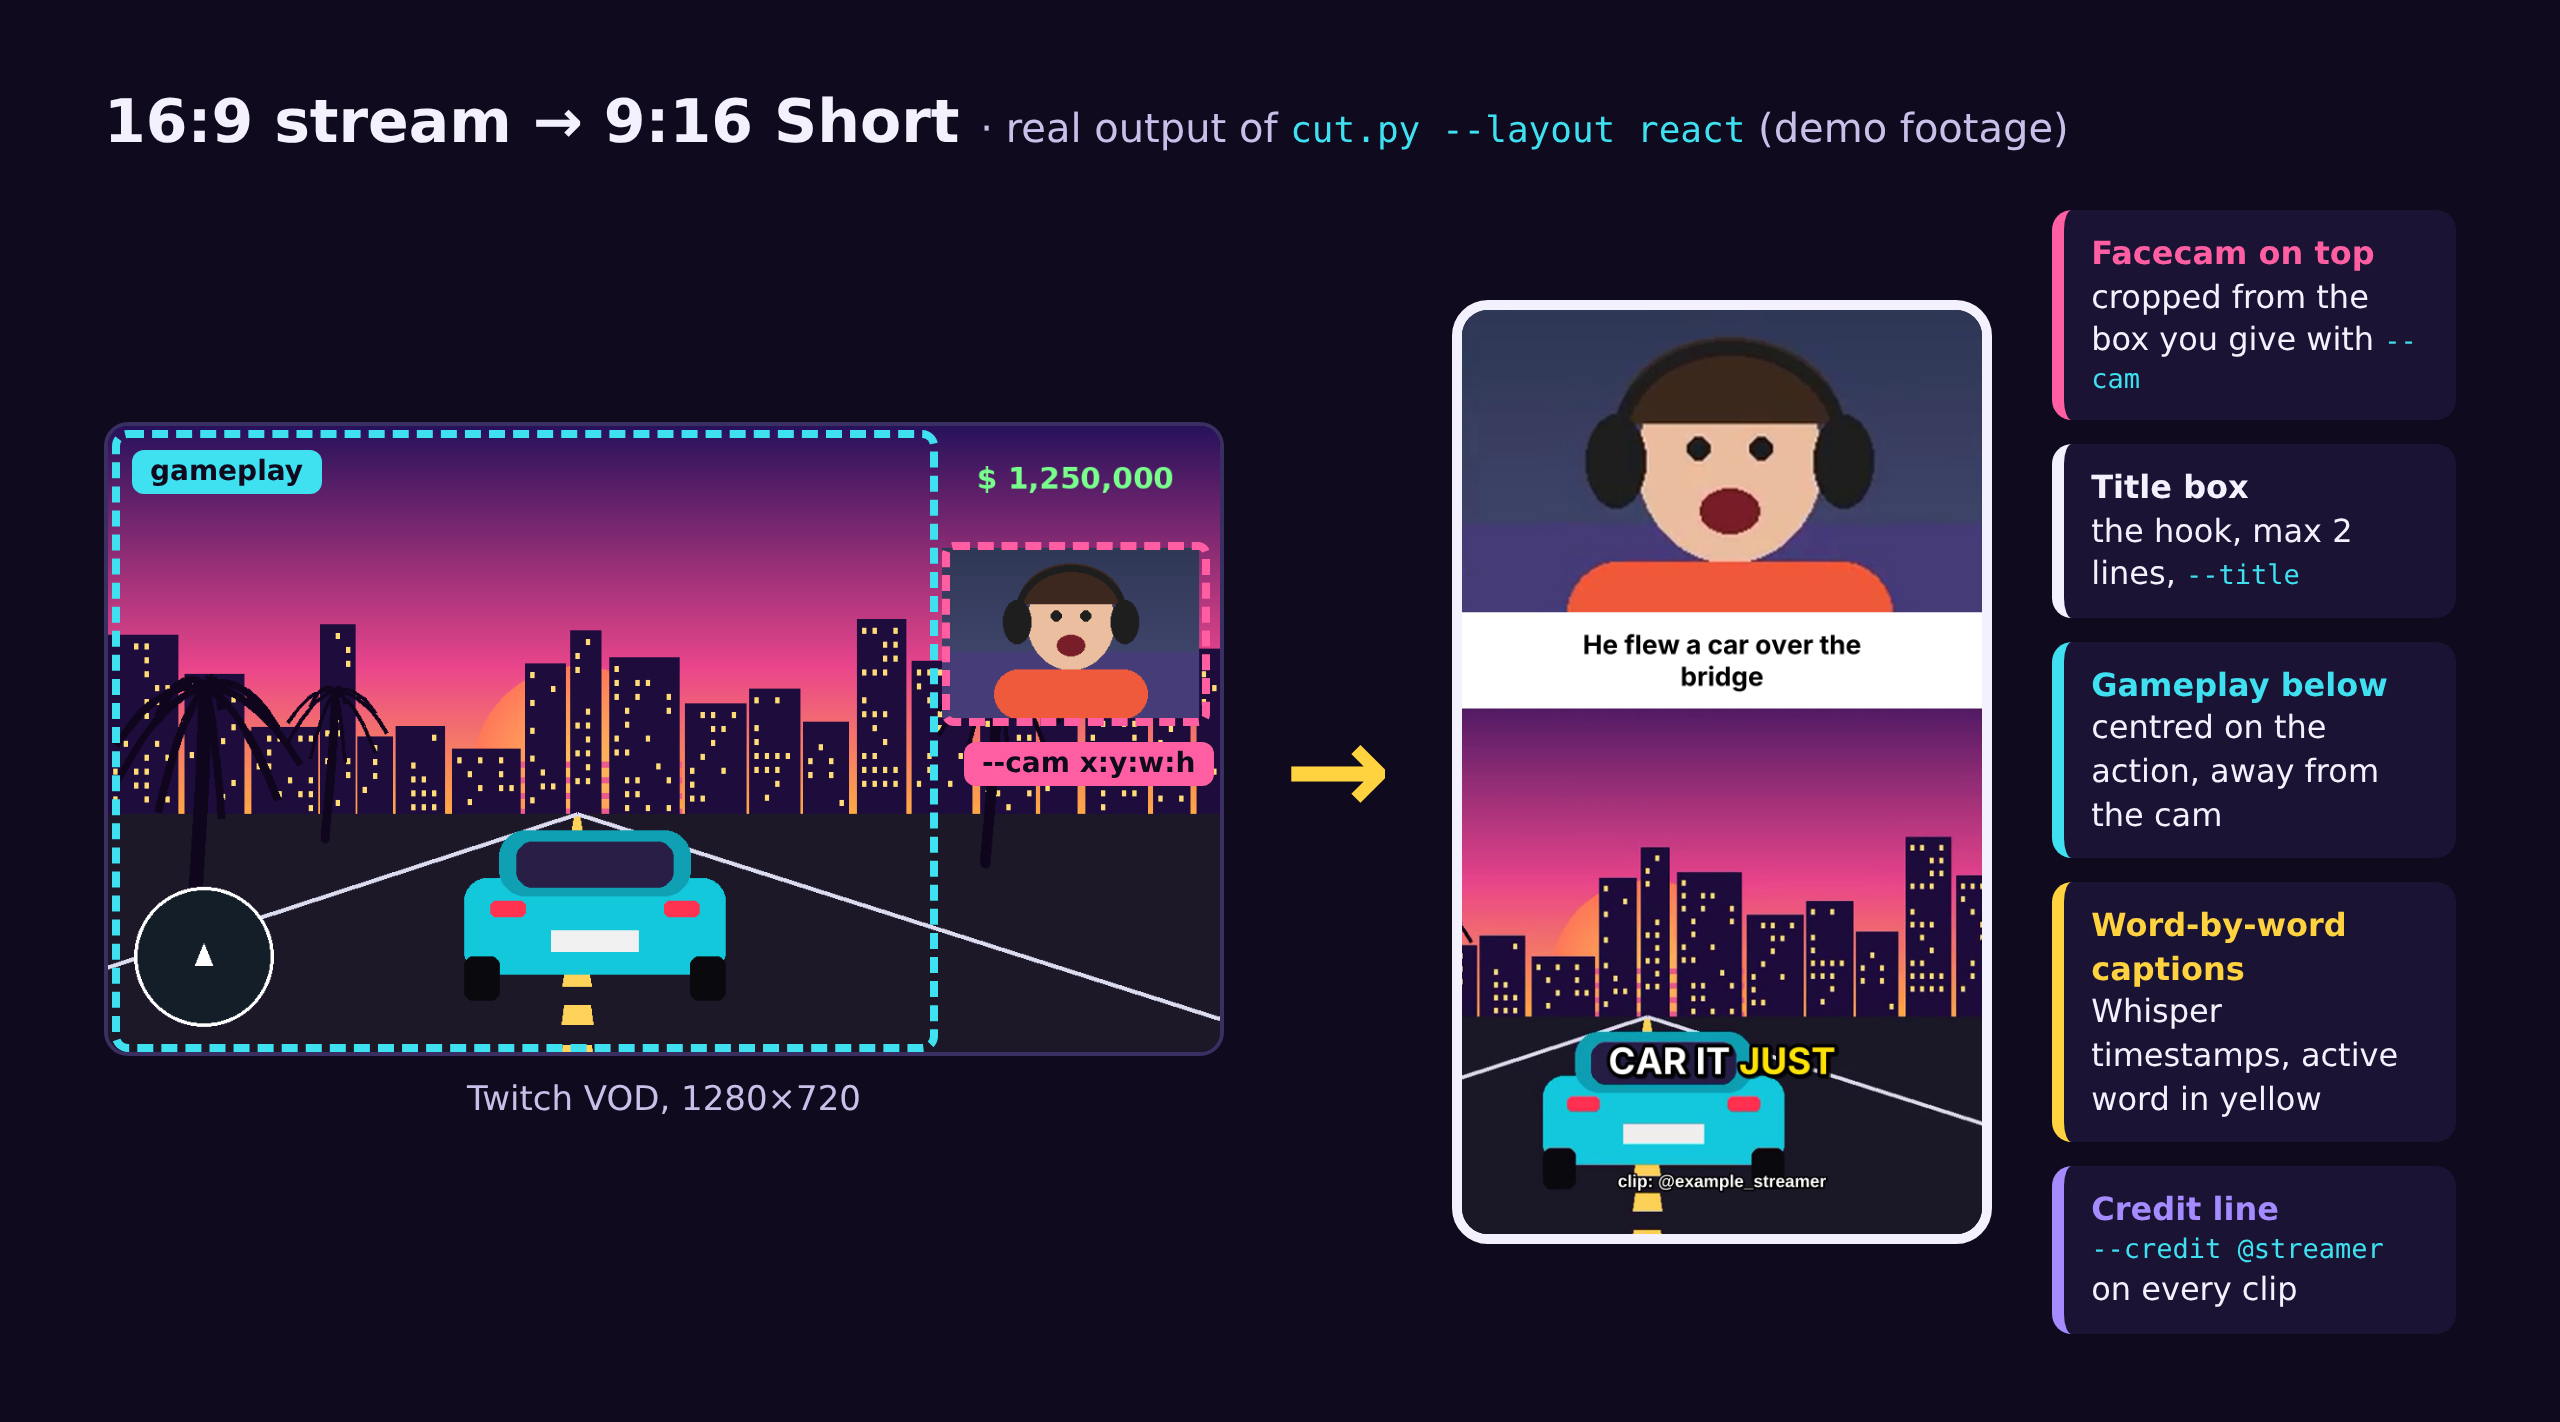 16:9 stream → 9:16 Short · real output of cut.py --layout react (demo footage)
gameplay
$ 1,250,000
--cam x:y:w:h
Twitch VOD, 1280×720
→
He flew a car over the
bridge
CAR IT JUST
clip: @example_streamer
Facecam on top
cropped from the
box you give with --
cam
Title box
the hook, max 2
lines, --title
Gameplay below
centred on the
action, away from
the cam
Word-by-word
captions
Whisper
timestamps, active
word in yellow
Credit line
--credit @streamer
on every clip